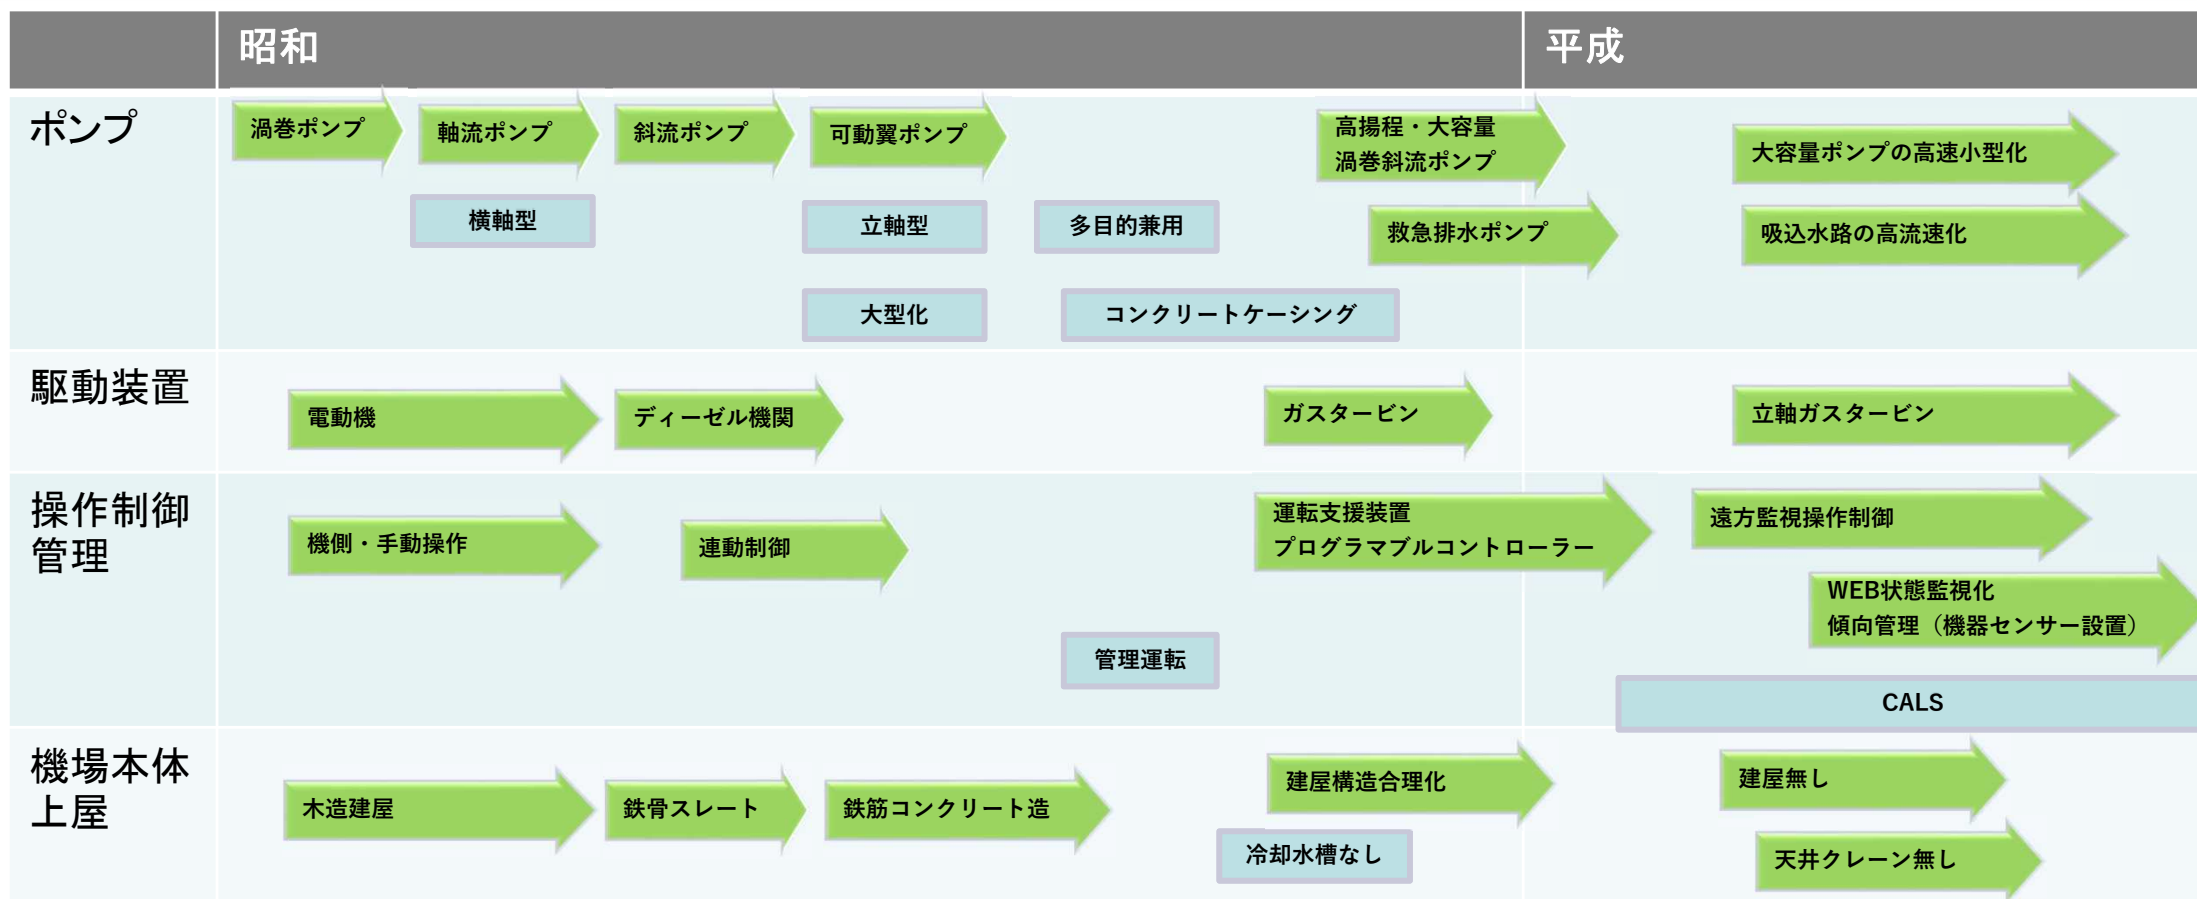 昭和
平成
ポンプ
渦巻ポンプ
軸流ポンプ
斜流ポンプ
可動翼ポンプ
高揚程・大容量
渦巻斜流ポンプ
大容量ポンプの高速小型化
横軸型
立軸型
多目的兼用
救急排水ポンプ
吸込水路の高流速化
大型化
コンクリートケーシング
駆動装置
電動機
ディーゼル機関
ガスタービン
立軸ガスタービン
操作制御
管理
機側・手動操作
連動制御
運転支援装置
プログラマブルコントローラー
遠方監視操作制御
WEB状態監視化
傾向管理（機器センサー設置）
管理運転
CALS
機場本体
上屋
木造建屋
鉄骨スレート
鉄筋コンクリート造
建屋構造合理化
建屋無し
冷却水槽なし
天井クレーン無し